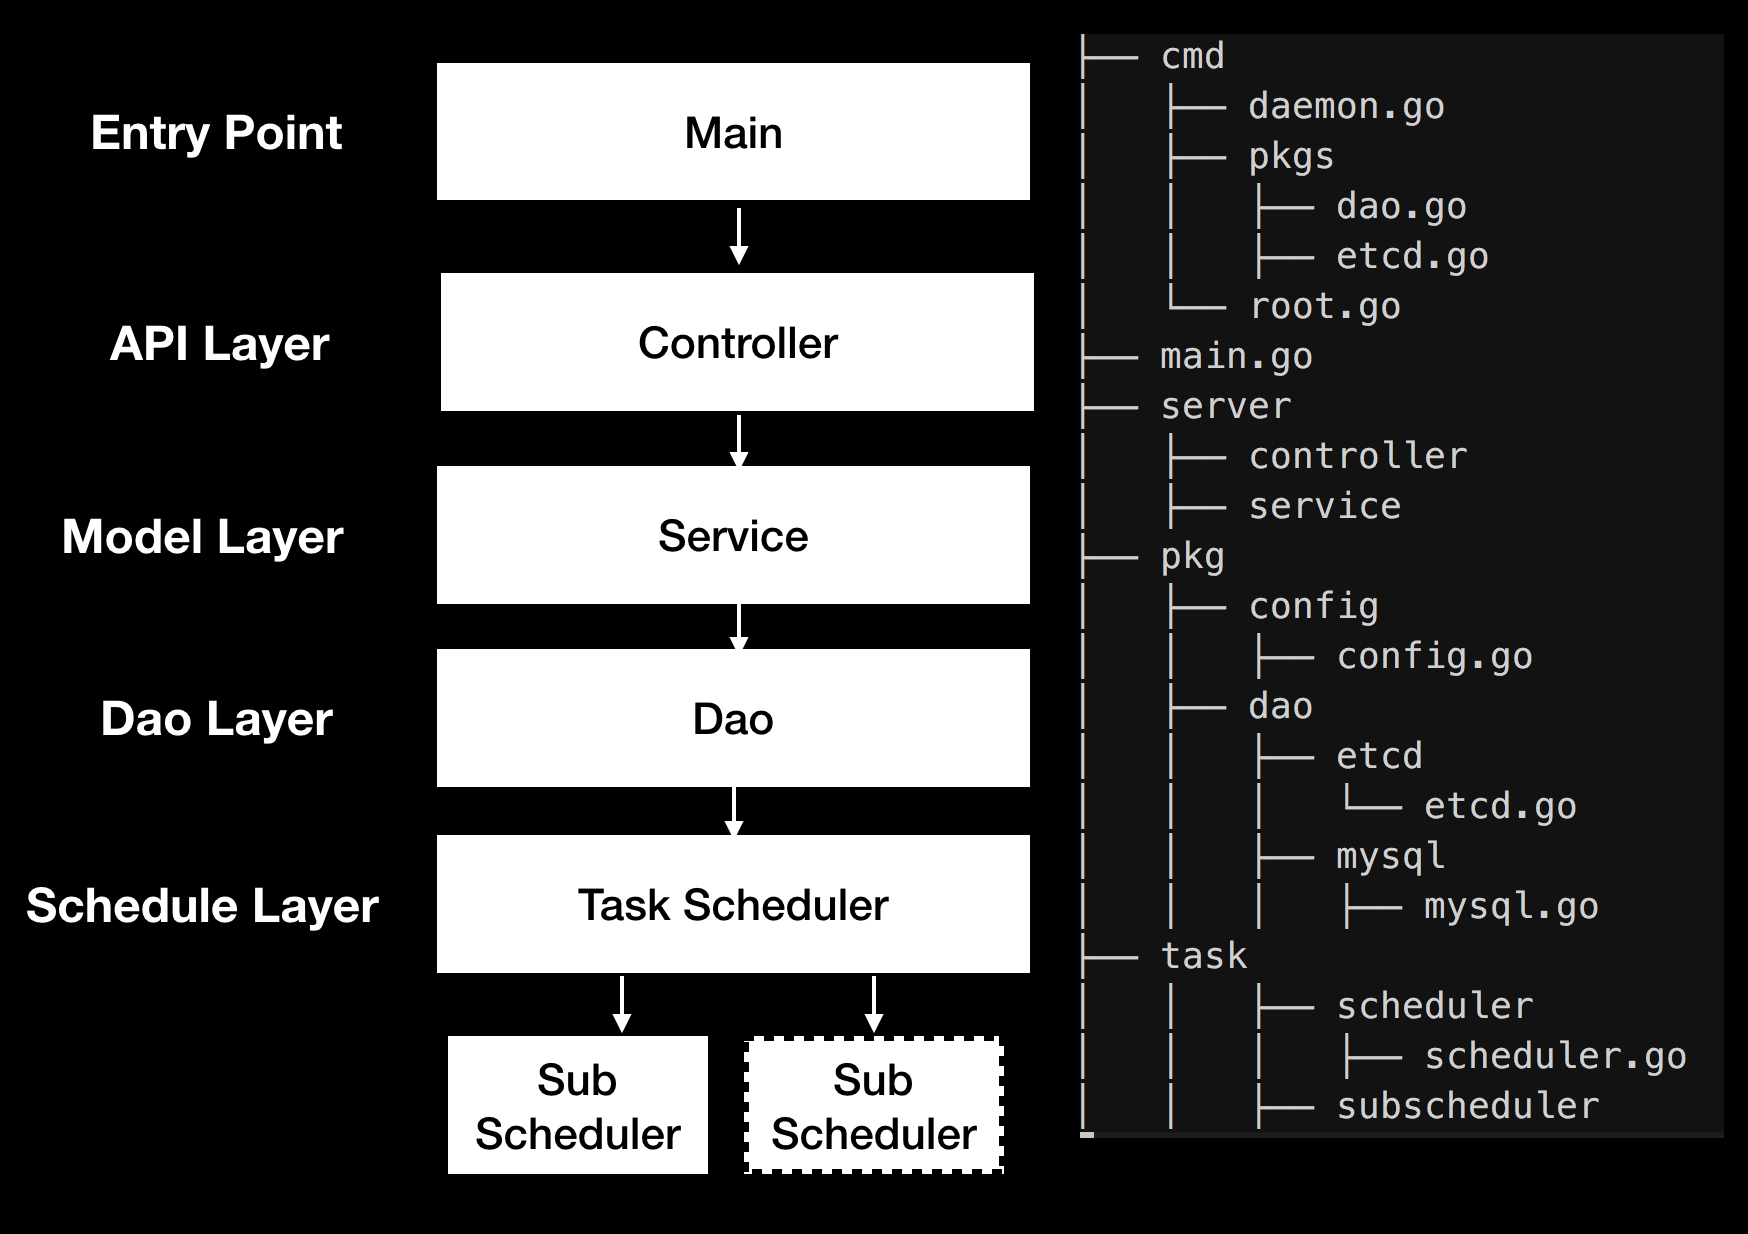 Entry Point
Main
API Layer
Controller
Model Layer
Service
Dao Layer
Dao
Schedule Layer
Task Scheduler
Sub
Scheduler
Sub
Scheduler
├── cmd
│   ├── daemon.go
│   ├── pkgs
│   │   ├── dao.go
│   │   ├── etcd.go
│   └── root.go
├── main.go
├── server
│   ├── controller
│   ├── service
├── pkg
│   ├── config
│   │   ├── config.go
│   ├── dao
│   │   ├── etcd
│   │   │   └── etcd.go
│   │   ├── mysql
│   │   │   ├── mysql.go
├── task
│   │   ├── scheduler
│   │   │   ├── scheduler.go
│   │   ├── subscheduler